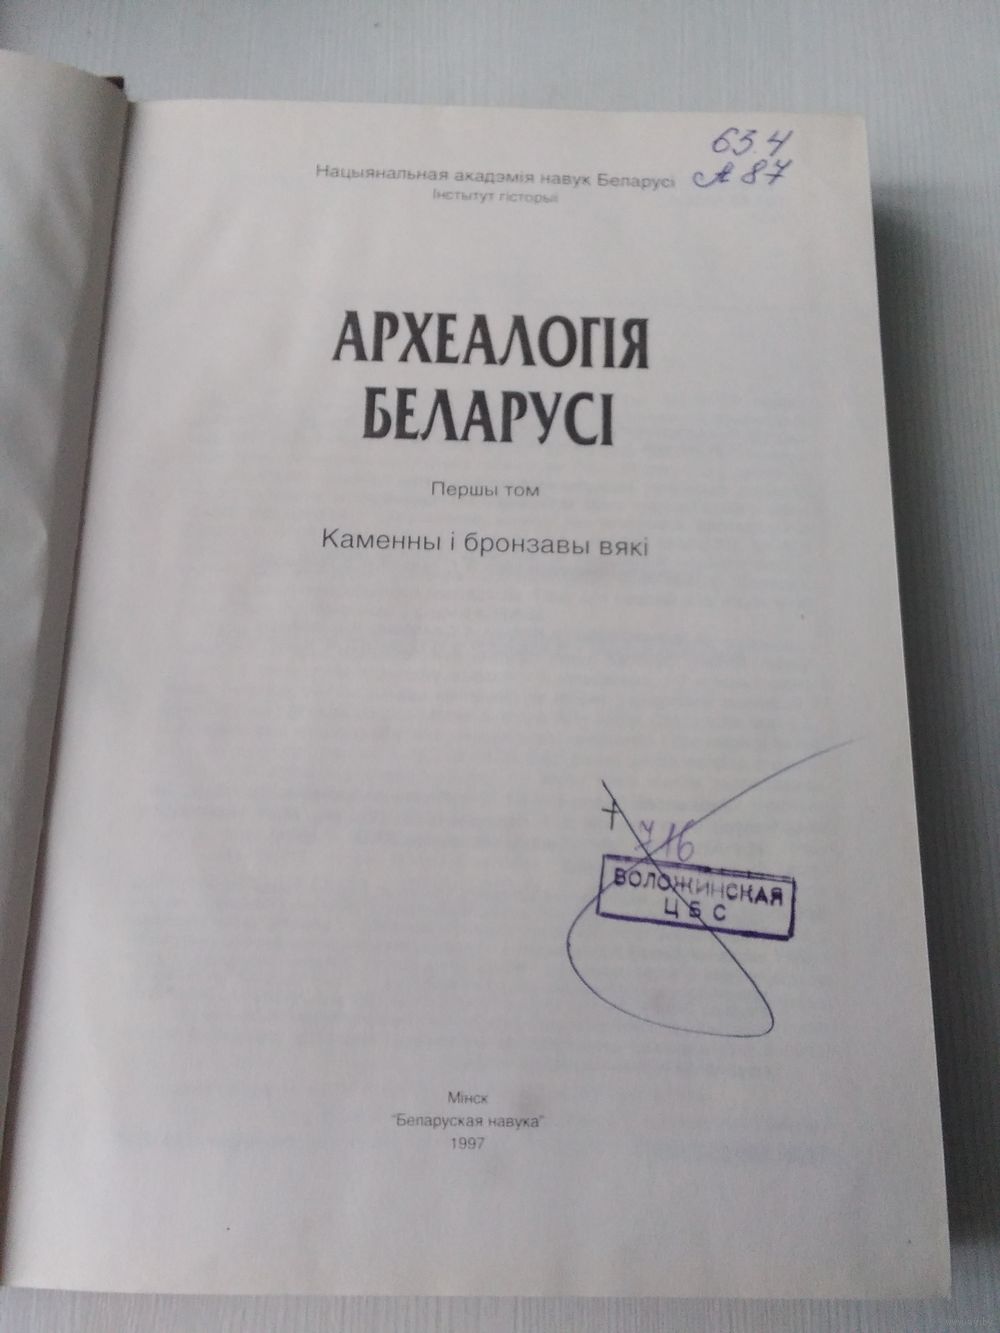 63.4
А 87
Нацыянальная акадэмія навук Беларусі
Інстытут гісторыі
АРХЕАЛОГІЯ
БЕЛАРУСІ
Першы том
Каменны і бронзавы вякі
716
ВОЛОЖИНСКАЯ
ЦБС
Мінск
"Беларуская навука"
1997